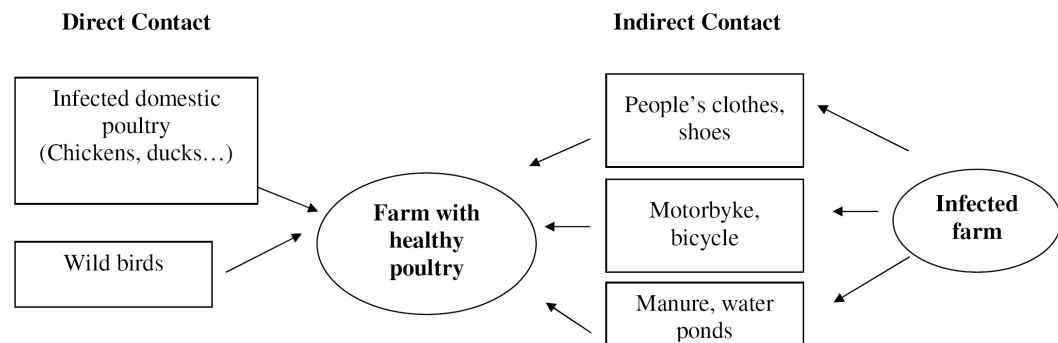 Direct Contact
Indirect Contact
Infected domestic
poultry
(Chickens, ducks…)
Wild birds
Farm with
healthy
poultry
People’s clothes,
shoes
Motorbyke,
bicycle
Manure, water
ponds
Infected
farm